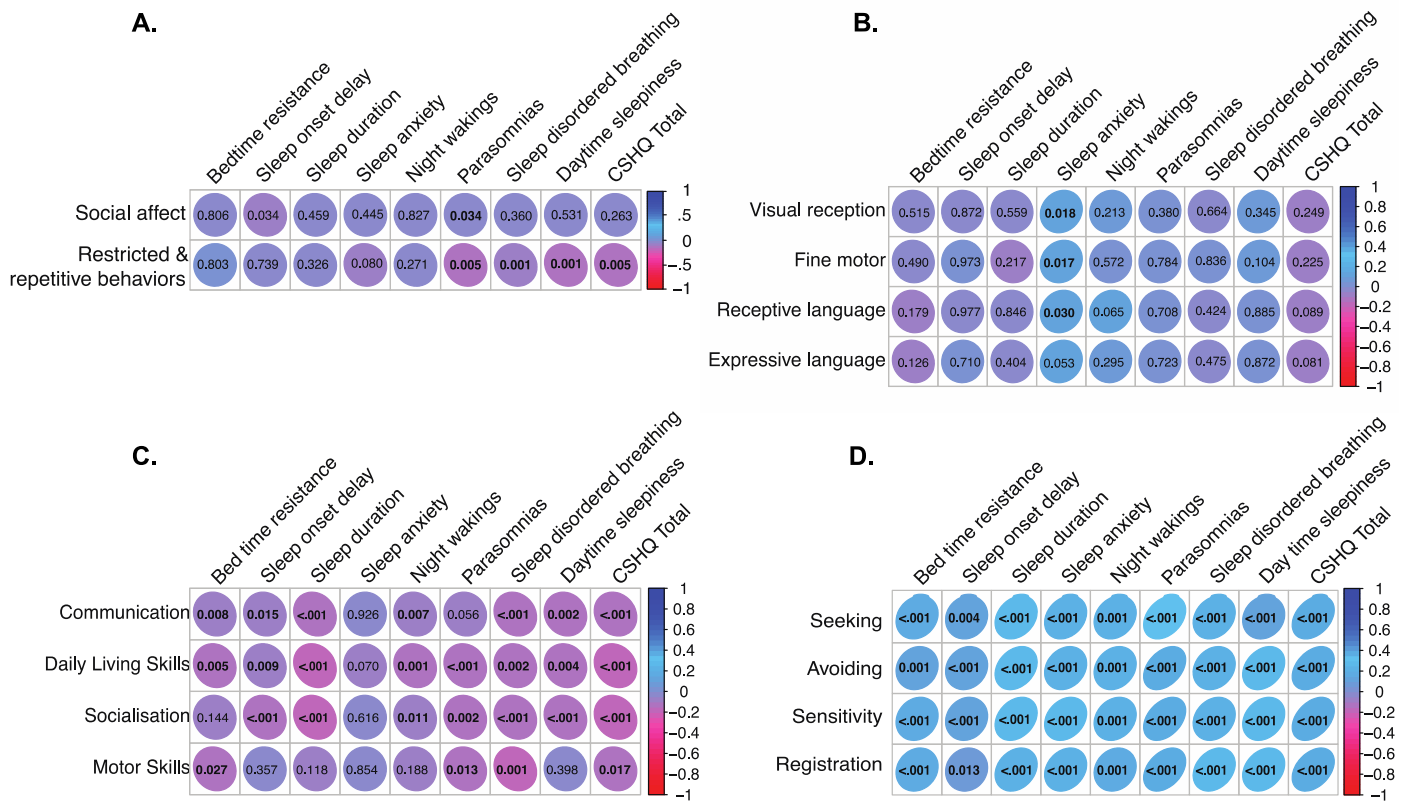 A.
Bedtime resistance
Sleep onset delay
Sleep duration
Sleep anxiety
Night wakings
Parasomnias
Sleep disordered breathing
Daytime sleepiness
CSHQ Total
Social affect 0.806 0.034 0.459 0.445 0.827 0.034 0.360 0.531 0.263
Restricted &
repetitive behaviors 0.803 0.739 0.326 0.080 0.271 0.005 0.001 0.001 0.005
1
.5
0
-.5
−1
B.
Bedtime resistance
Sleep onset delay
Sleep duration
Sleep anxiety
Night wakings
Parasomnias
Sleep disordered breathing
Daytime sleepiness
CSHQ Total
Visual reception 0.515 0.872 0.559 0.018 0.213 0.380 0.664 0.345 0.249
Fine motor 0.490 0.973 0.217 0.017 0.572 0.784 0.836 0.104 0.225
Receptive language 0.179 0.977 0.846 0.030 0.065 0.708 0.424 0.885 0.089
Expressive language 0.126 0.710 0.404 0.053 0.295 0.723 0.475 0.872 0.081
1
0.8
0.6
0.4
0.2
0
−0.2
−0.4
−0.6
−0.8
−1
C.
Bed time resistance
Sleep onset delay
Sleep duration
Sleep anxiety
Night wakings
Parasomnias
Sleep disordered breathing
Daytime sleepiness
CSHQ Total
Communication 0.008 0.015 <.001 0.926 0.007 0.056 <.001 0.002 <.001
Daily Living Skills 0.005 0.009 <.001 0.070 0.001 <.001 0.002 0.004 <.001
Socialisation 0.144 <.001 <.001 0.616 0.011 0.002 <.001 <.001 <.001
Motor Skills 0.027 0.357 0.118 0.854 0.188 0.013 0.001 0.398 0.017
1
0.8
0.6
0.4
0.2
0
−0.2
−0.4
−0.6
−0.8
−1
D.
Bed time resistance
Sleep onset delay
Sleep duration
Sleep anxiety
Night wakings
Parasomnias
Sleep disordered breathing
Day time sleepiness
CSHQ Total
Seeking <.001 0.004 <.001 <.001 0.001 <.001 <.001 <.001 <.001
Avoiding 0.001 <.001 <.001 <.001 <.001 <.001 <.001 <.001 <.001
Sensitivity <.001 <.001 <.001 <.001 <.001 <.001 <.001 <.001 <.001
Registration <.001 0.013 <.001 <.001 0.001 <.001 <.001 <.001 <.001
1
0.8
0.6
0.4
0.2
0
−0.2
−0.4
−0.6
−0.8
−1